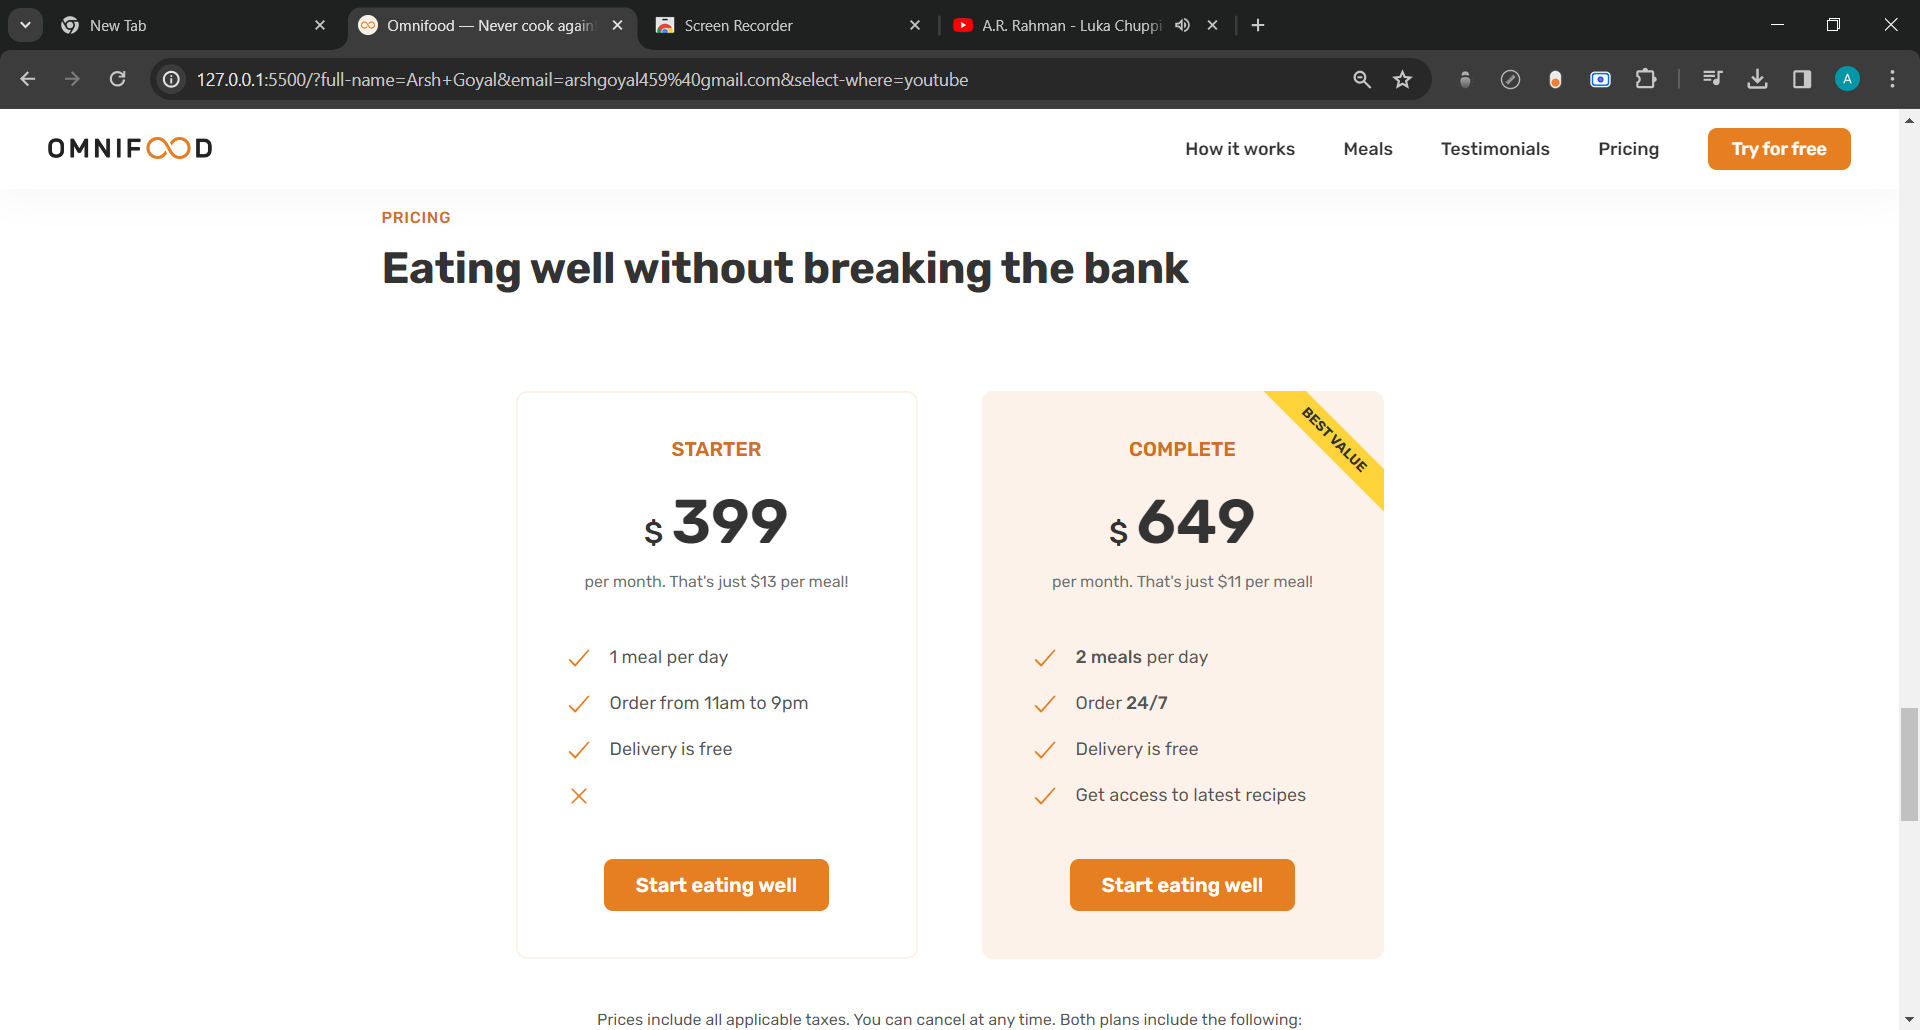 New Tab
Omnifood — Never cook again
Screen Recorder
A.R. Rahman - Luka Chuppi
127.0.0.1:5500/?full-name=Arsh+Goyal&email=arshgoyal459%40gmail.com&select-where=youtube
A
OMNIFOOD
How it works
Meals
Testimonials
Pricing
Try for free
PRICING
Eating well without breaking the bank
STARTER
$ 399
per month. That's just $13 per meal!
1 meal per day
Order from 11am to 9pm
Delivery is free
Start eating well
BEST VALUE
COMPLETE
$ 649
per month. That's just $11 per meal!
2 meals per day
Order 24/7
Delivery is free
Get access to latest recipes
Start eating well
Prices include all applicable taxes. You can cancel at any time. Both plans include the following: